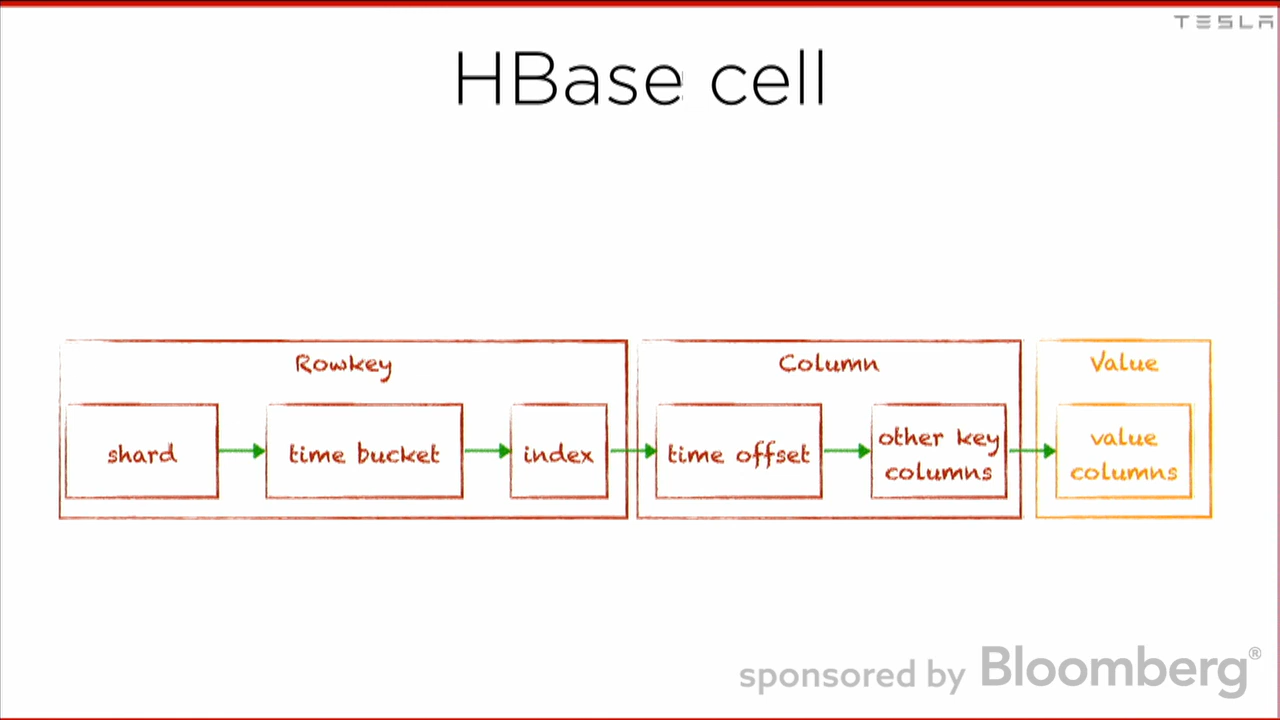 TESLA
HBase cell
Rowkey
Column
Value
shard
time bucket
index
time offset
other key
columns
value
columns
sponsored by Bloomberg®